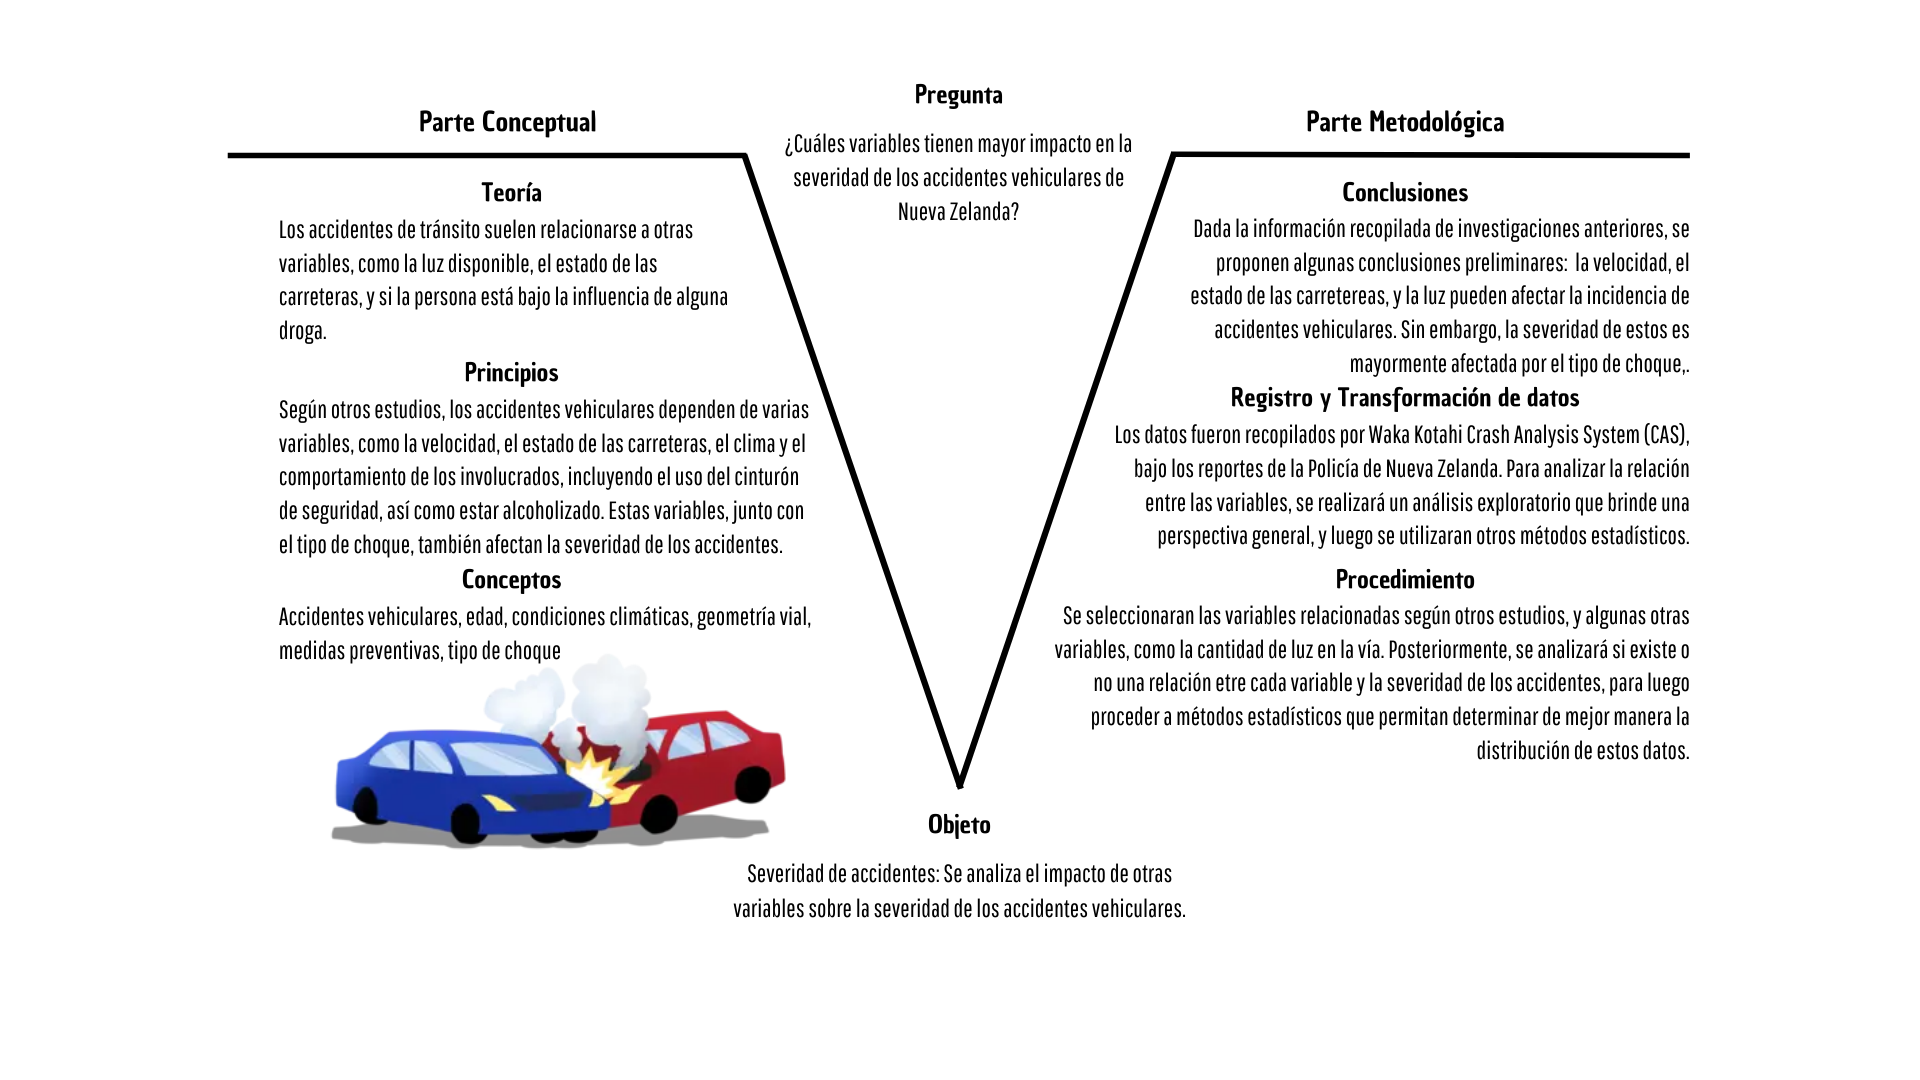 Pregunta
¿Cuáles variables tienen mayor impacto en la
severidad de los accidentes vehiculares de
Nueva Zelanda?
Parte Conceptual
Teoría
Los accidentes de tránsito suelen relacionarse a otras
variables, como la luz disponible, el estado de las
carreteras, y si la persona está bajo la influencia de alguna
droga.
Principios
Según otros estudios, los accidentes vehiculares dependen de varias
variables, como la velocidad, el estado de las carreteras, el clima y el
comportamiento de los involucrados, incluyendo el uso del cinturón
de seguridad, así como estar alcoholizado. Estas variables, junto con
el tipo de choque, también afectan la severidad de los accidentes.
Conceptos
Accidentes vehiculares, edad, condiciones climáticas, geometría vial,
medidas preventivas, tipo de choque
Parte Metodológica
Conclusiones
Dada la información recopilada de investigaciones anteriores, se
proponen algunas conclusiones preliminares:  la velocidad, el
estado de las carretereas, y la luz pueden afectar la incidencia de
accidentes vehiculares. Sin embargo, la severidad de estos es
mayormente afectada por el tipo de choque,.
Registro y Transformación de datos
Los datos fueron recopilados por Waka Kotahi Crash Analysis System (CAS),
bajo los reportes de la Policía de Nueva Zelanda. Para analizar la relación
entre las variables, se realizará un análisis exploratorio que brinde una
perspectiva general, y luego se utilizaran otros métodos estadísticos.
Procedimiento
Se seleccionaran las variables relacionadas según otros estudios, y algunas otras
variables, como la cantidad de luz en la vía. Posteriormente, se analizará si existe o
no una relación etre cada variable y la severidad de los accidentes, para luego
proceder a métodos estadísticos que permitan determinar de mejor manera la
distribución de estos datos.
Objeto
Severidad de accidentes: Se analiza el impacto de otras
variables sobre la severidad de los accidentes vehiculares.